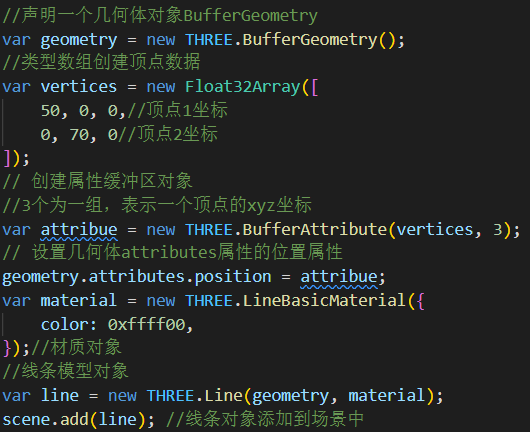 //声明一个几何体对象BufferGeometry
var geometry = new THREE.BufferGeometry();
//类型数组创建顶点数据
var vertices = new Float32Array([
    50, 0, 0,//顶点1坐标
    0, 70, 0//顶点2坐标
]);
// 创建属性缓冲区对象
//3个为一组，表示一个顶点的xyz坐标
var attribue = new THREE.BufferAttribute(vertices, 3);
// 设置几何体attributes属性的位置属性
geometry.attributes.position = attribue;
var material = new THREE.LineBasicMaterial({
    color: 0xffff00,
});//材质对象
//线条模型对象
var line = new THREE.Line(geometry, material);
scene.add(line); //线条对象添加到场景中